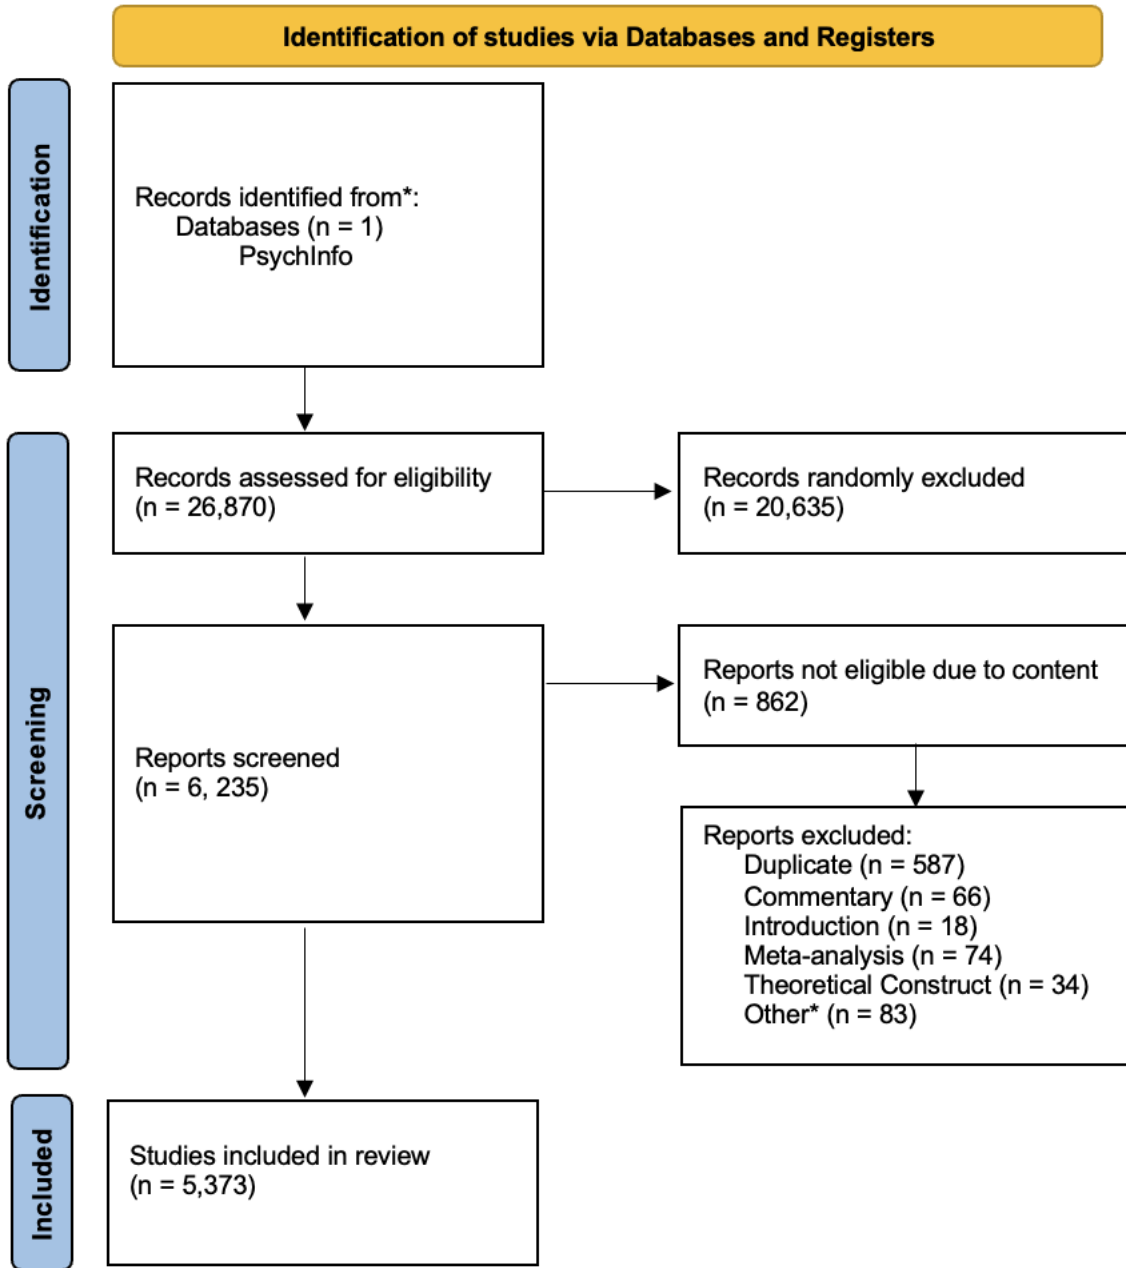 Identification of studies via Databases and Registers
Identification
Records identified from*:
Databases (n = 1)
PsychInfo
Screening
Records assessed for eligibility
(n = 26,870)
Records randomly excluded
(n = 20,635)
Reports screened
(n = 6, 235)
Reports not eligible due to content
(n = 862)
Reports excluded:
Duplicate (n = 587)
Commentary (n = 66)
Introduction (n = 18)
Meta-analysis (n = 74)
Theoretical Construct (n = 34)
Other* (n = 83)
Included
Studies included in review
(n = 5,373)